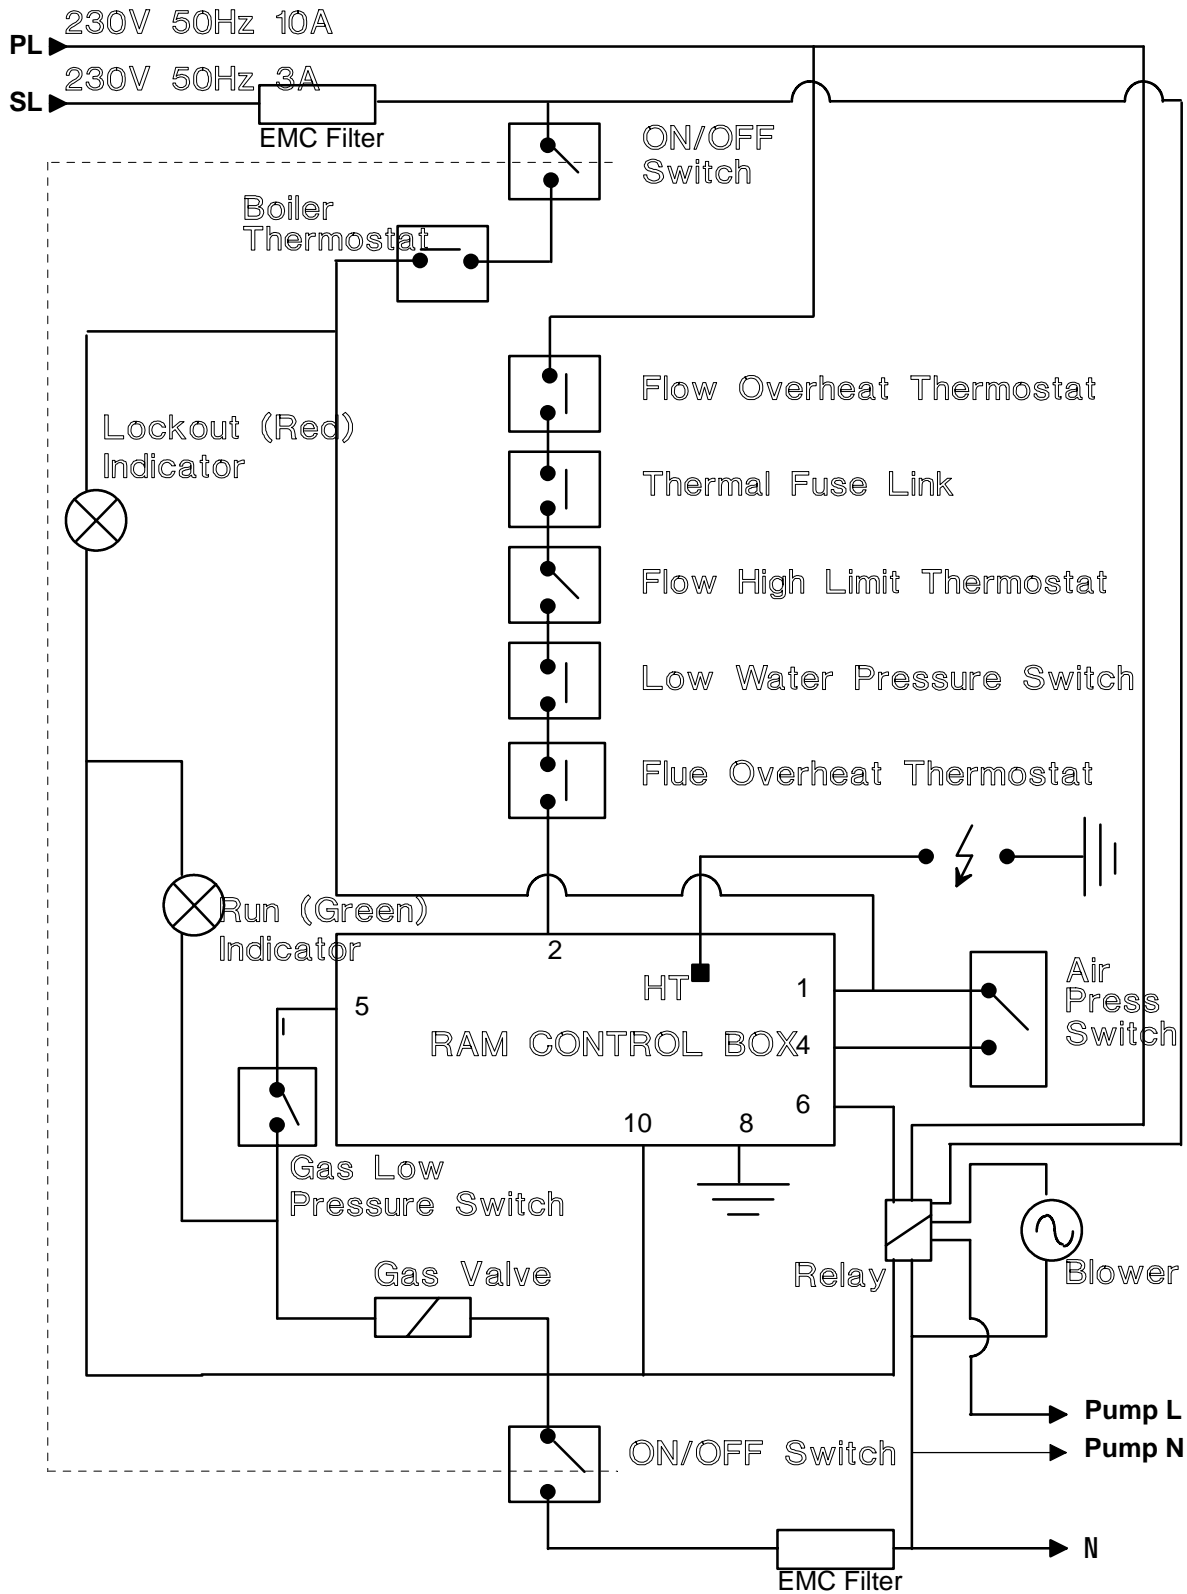 230V 50Hz 10A
PL
230V 50Hz 3A
SL
EMC Filter
ON/OFF
Switch
Boiler
Thermostat
Flow Overheat Thermostat
Lockout (Red)
Indicator
Thermal Fuse Link
Flow High Limit Thermostat
Low Water Pressure Switch
Flue Overheat Thermostat
Run (Green)
Indicator
2
HT
1
Air
Press
Switch
5
RAM CONTROL BOX
4
6
10
8
Gas Low
Pressure Switch
Gas Valve
Relay
Blower
Pump L
Pump N
ON/OFF Switch
N
EMC Filter